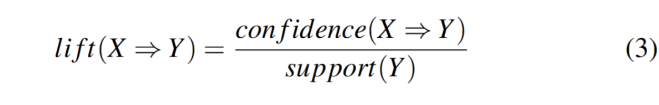 lift(X ⇒ Y) = confidence(X ⇒ Y) / support(Y) (3)